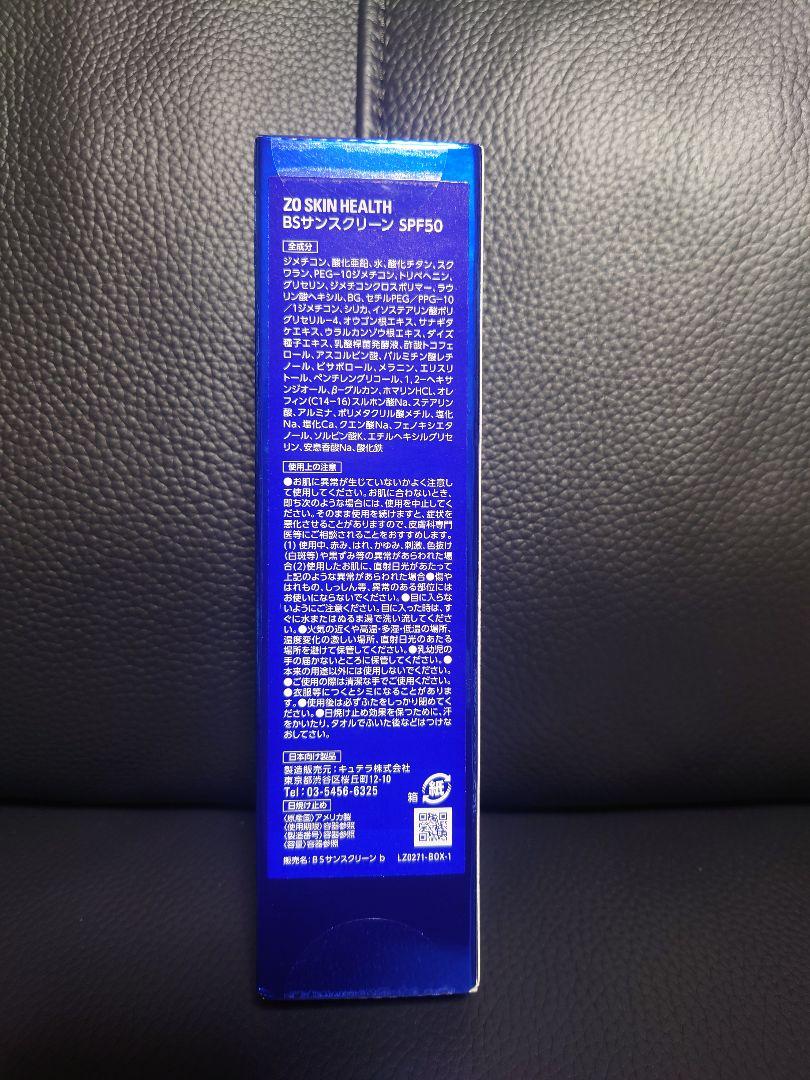 ZO SKIN HEALTH
BSサンスクリーン SPF50
全成分
ジメチコン、酸化亜鉛、水、酸化チタン、スク
ワラン、PEG-10ジメチコン、トリベヘニン、
グリセリン、ジメチコンクロスポリマー、ラウ
リン酸ヘキシル、BG、セチルPEG/PPG-10
/1ジメチコン、シリカ、イソステアリン酸ポリ
グリセリル-4、オウゴン根エキス、サナギタ
ケエキス、ウラルカンゾウ根エキス、ダイズ
種子エキス、乳酸桿菌発酵液、酢酸トコフェ
ロール、アスコルビン酸、パルミチン酸レチ
ノール、ビサボロール、メラニン、エリスリ
トール、ペンチレングリコール、1,2-ヘキサ
ンジオール、β-グルカン、ホマリンHCL、オレ
フィン(C14-16)スルホン酸Na、ステアリン
酸、アルミナ、ポリメタクリル酸メチル、塩化
Na、塩化Ca、クエン酸Na、フェノキシエタ
ノール、ソルビン酸K、エチルヘキシルグリセ
リン、安息香酸Na、酸化鉄
使用上の注意
●お肌に異常が生じていないかよく注意し
て使用してください。お肌に合わないとき、
即ち次のような場合には、使用を中止してく
ださい。そのまま使用を続けますと、症状を
悪化させることがありますので、皮膚科専門
医等にご相談されることをおすすめします。
(1) 使用中、赤み、はれ、かゆみ、刺激、色抜け
(白斑等)や黒ずみ等の異常があらわれた場
合(2)使用したお肌に、直射日光があたって
上記のような異常があらわれた場合●傷や
はれもの、しっしん等、異常のある部位には
お使いにならないでください。●目に入らな
いようにご注意ください。目に入った時は、す
ぐに水またはぬるま湯で洗い流してくださ
い。●火気の近くや高温・多湿・低温の場所、
温度変化の激しい場所、直射日光のあたる
場所を避けて保管してください。●乳幼児の
手の届かないところに保管してください。●
本来の用途以外には使用しないでください。
●ご使用の際は清潔な手でご使用ください。
●衣服等につくとシミになることがありま
す。●使用後は必ずふたをしっかり閉めてく
ださい。●日焼け止め効果を保つために、汗
をかいたり、タオルでふいた後などはつけな
おしてさい。
日本向け製品
製造販売元:キュテラ株式会社
東京都渋谷区桜丘町12-10
Tel:03-5456-6325
箱 紙
日焼け止め
〈原産国〉アメリカ製
〈使用期限〉容器参照
〈製造番号〉容器参照
〈容量〉容器参照
販売名:BSサンスクリーン b LZ0271-BOX-1